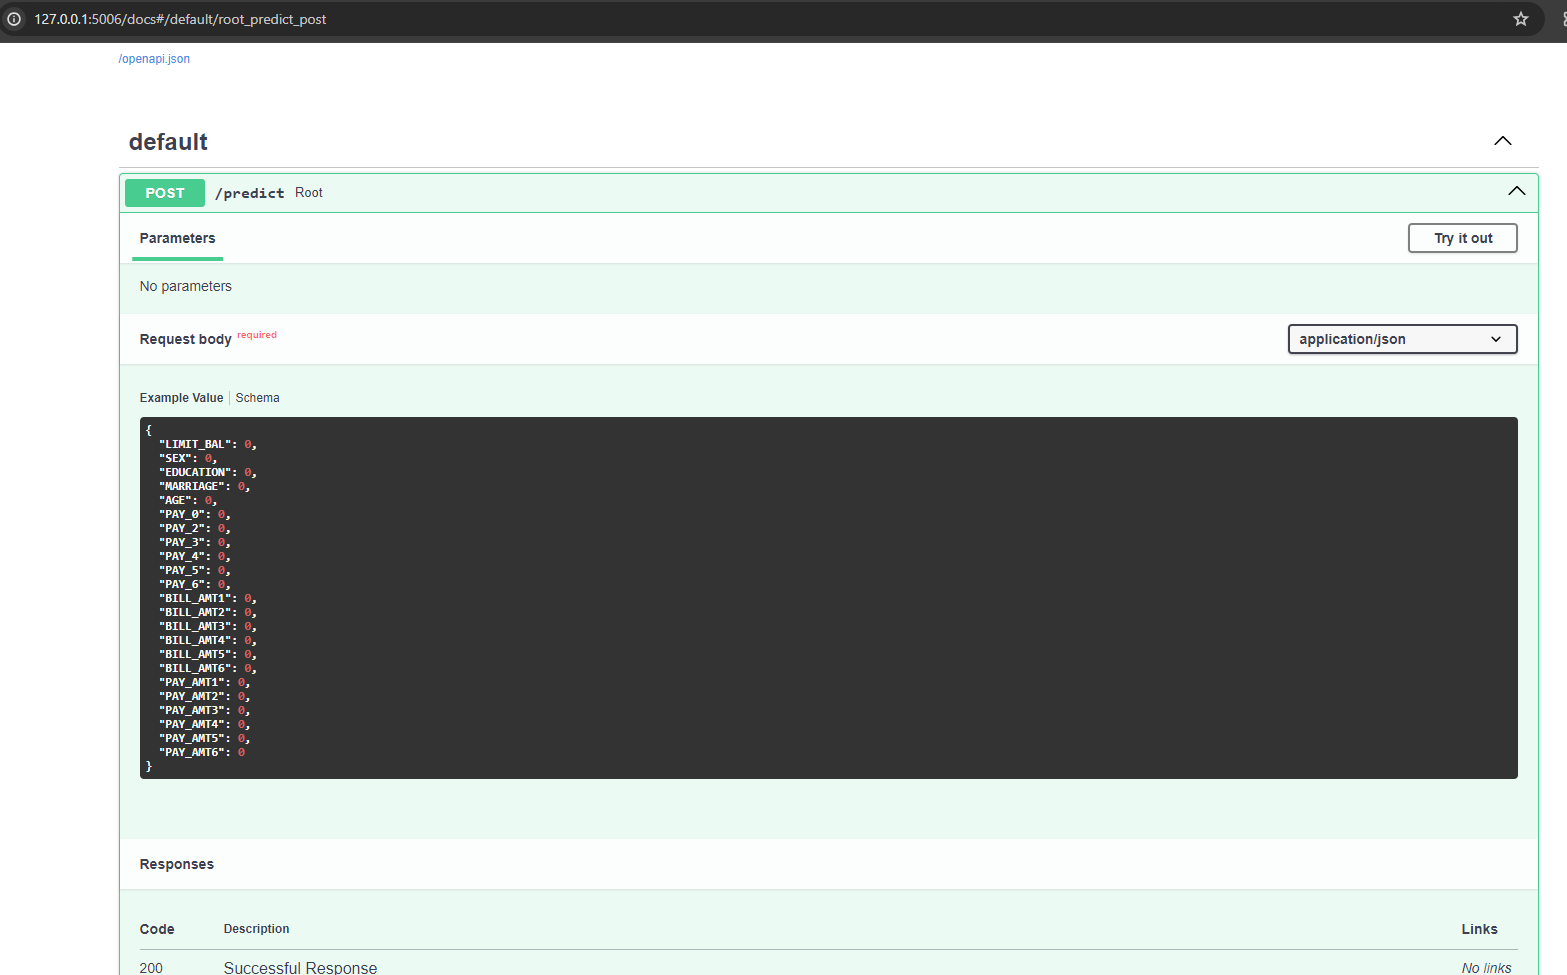 127.0.0.1:5006/docs#/default/root_predict_post
/openapi.json
default
POST /predict Root
Parameters Try it out
No parameters
Request body required application/json
Example Value Schema
{
"LIMIT_BAL": 0,
"SEX": 0,
"EDUCATION": 0,
"MARRIAGE": 0,
"AGE": 0,
"PAY_0": 0,
"PAY_2": 0,
"PAY_3": 0,
"PAY_4": 0,
"PAY_5": 0,
"PAY_6": 0,
"BILL_AMT1": 0,
"BILL_AMT2": 0,
"BILL_AMT3": 0,
"BILL_AMT4": 0,
"BILL_AMT5": 0,
"BILL_AMT6": 0,
"PAY_AMT1": 0,
"PAY_AMT2": 0,
"PAY_AMT3": 0,
"PAY_AMT4": 0,
"PAY_AMT5": 0,
"PAY_AMT6": 0
}
Responses
Code Description Links
200 Successful Response No links